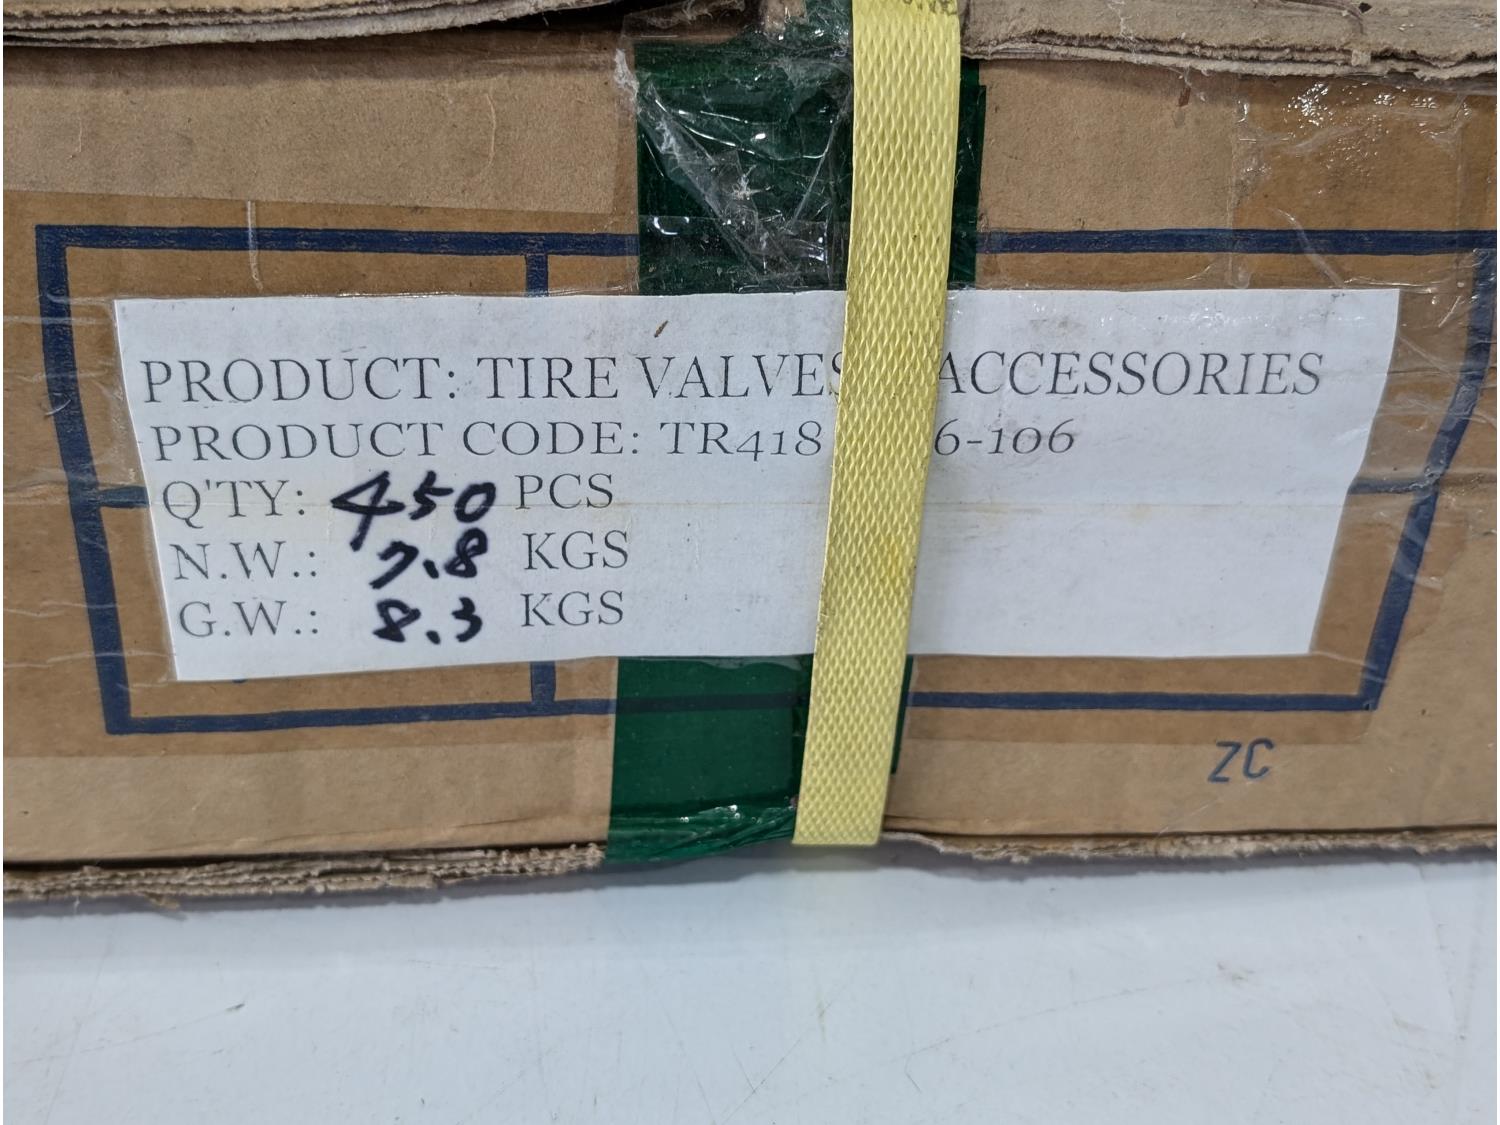 PRODUCT: TIRE VALVES ACCESSORIES
PRODUCT CODE: TR418 6-106
Q'TY: 450 PCS
N.W.: 7.8 KGS
G.W.: 8.3 KGS
ZC